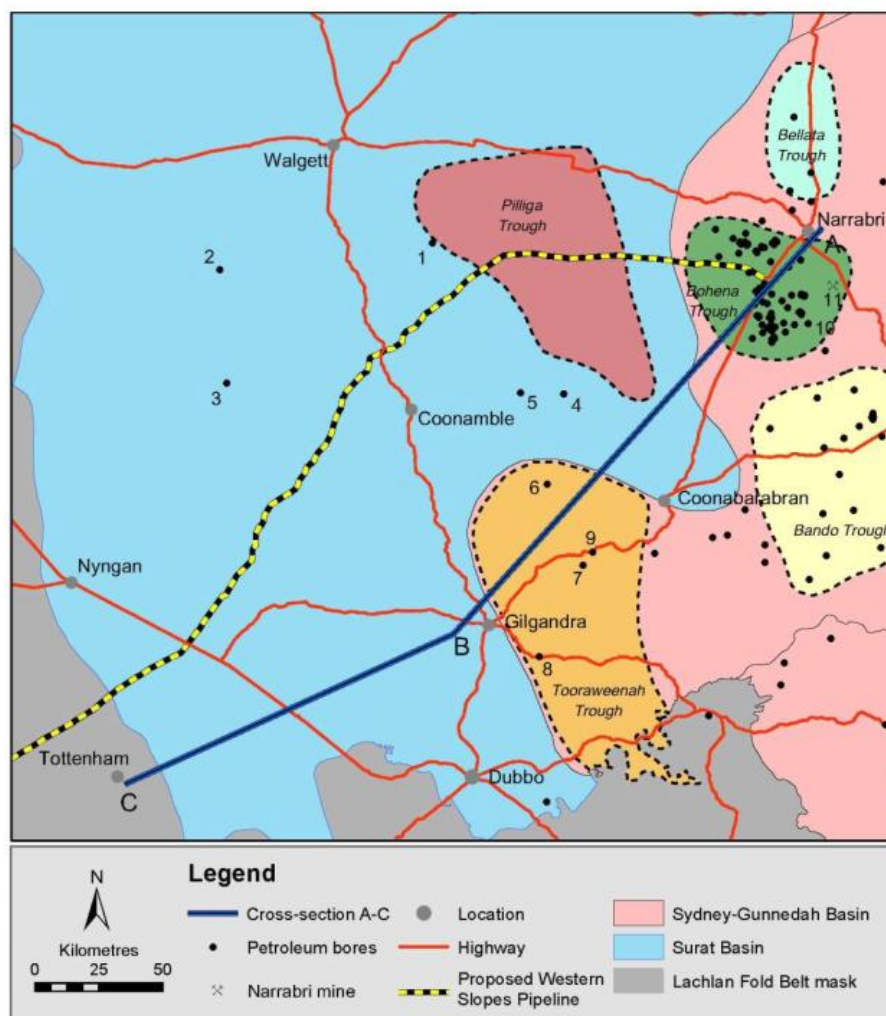 Bellata
Trough
Walgett
Narrabri
Pilliga
Trough
A
1
2
Bohena
Trough
11
10
3
5
4
Coonamble
6
Coonabarabran
Bando Trough
9
7
Nyngan
Gilgandra
B
8
Tooraweenah
Trough
Tottenham
Dubbo
C
Legend
N
Kilometres
0 25 50
Cross-section A-C
Petroleum bores
Narrabri mine
Location
Highway
Proposed Western
Slopes Pipeline
Sydney-Gunnedah Basin
Surat Basin
Lachlan Fold Belt mask